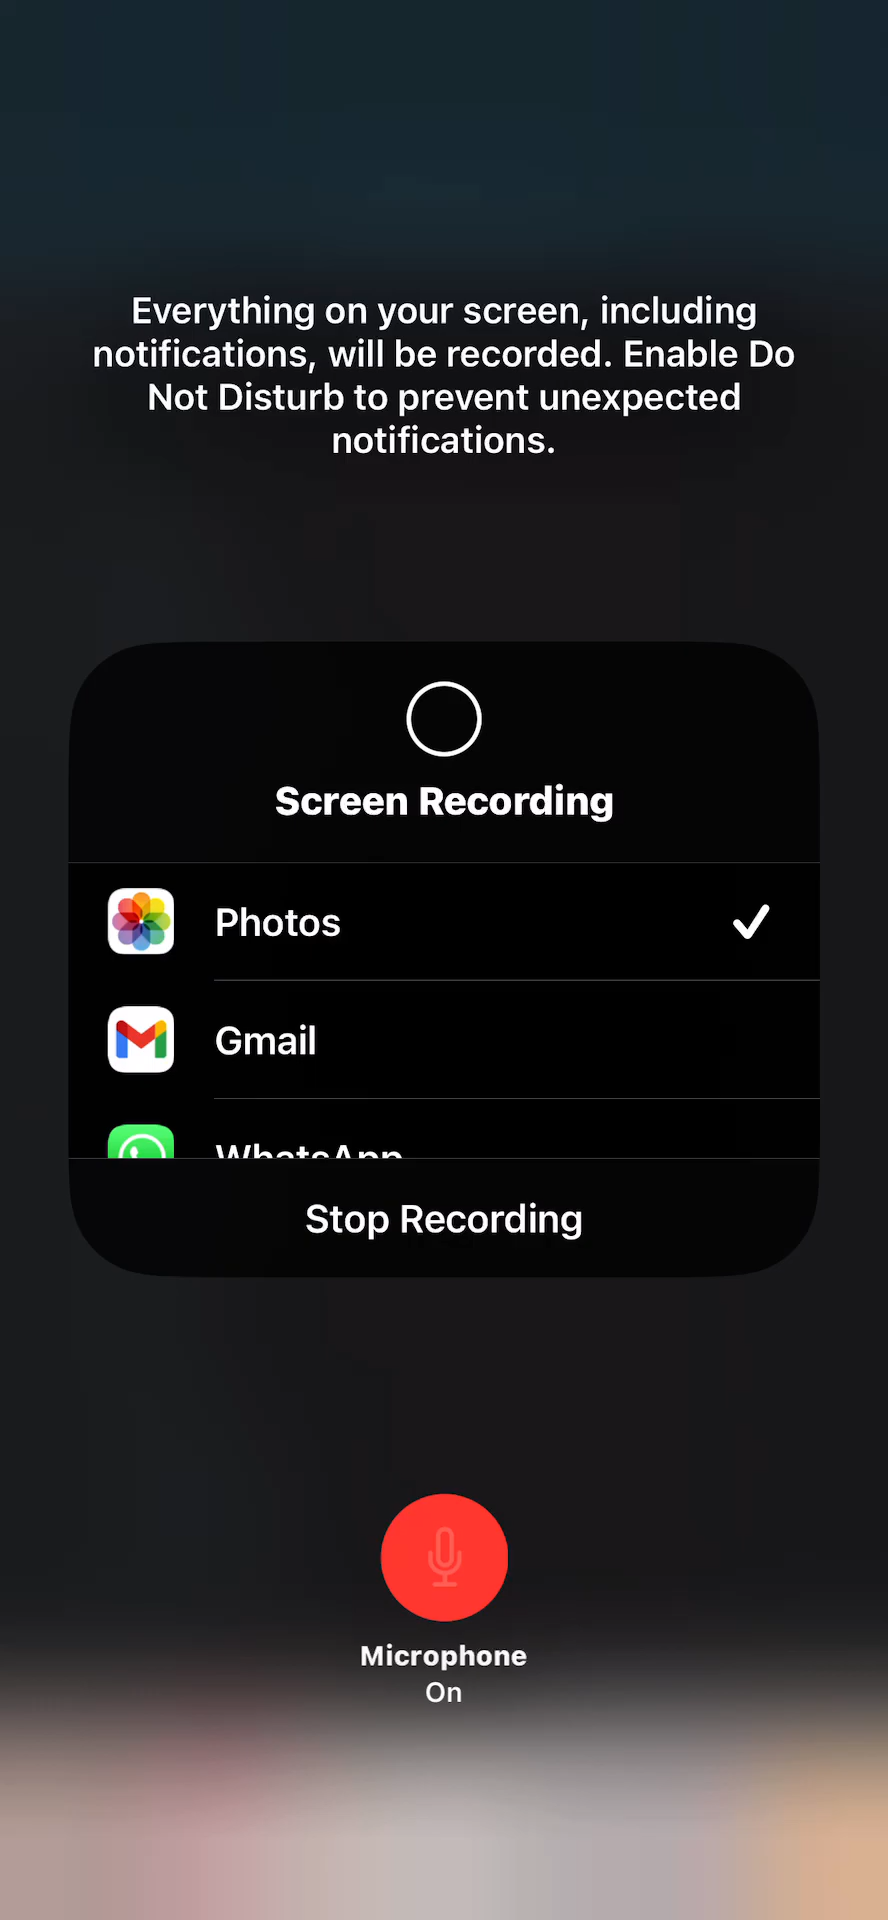 Everything on your screen, including
notifications, will be recorded. Enable Do
Not Disturb to prevent unexpected
notifications.
Screen Recording
Photos
Gmail
WhatsApp
Stop Recording
Microphone
On